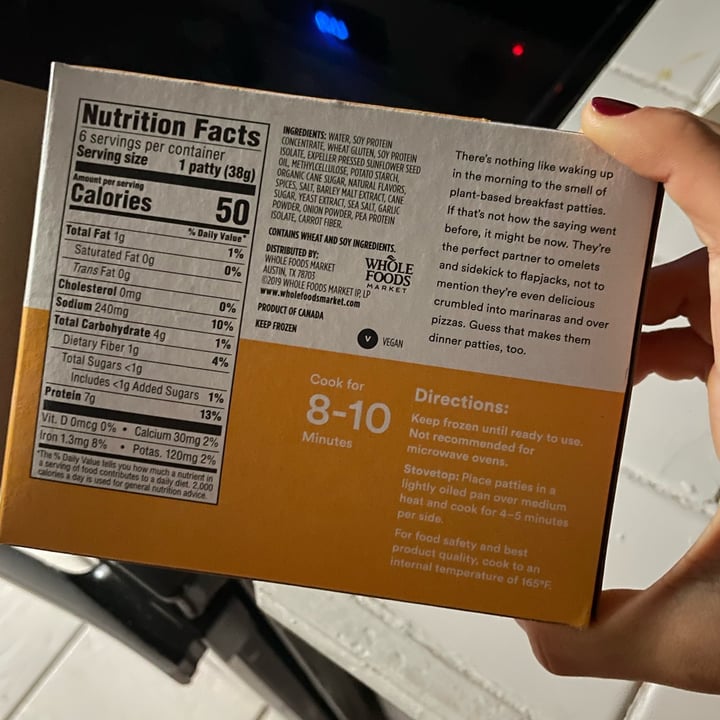 Nutrition Facts
6 servings per container
Serving size 1 patty (38g)
Amount per serving
Calories 50
% Daily Value*
Total Fat 1g 1%
Saturated Fat 0g 0%
Trans Fat 0g
Cholesterol 0mg 0%
Sodium 240mg 10%
Total Carbohydrate 4g 1%
Dietary Fiber 1g 4%
Total Sugars <1g
Includes <1g Added Sugars 1%
Protein 7g 13%
Vit. D 0mcg 0% • Calcium 30mg 2%
Iron 1.3mg 8% • Potas. 120mg 2%
*The % Daily Value tells you how much a nutrient in
a serving of food contributes to a daily diet. 2,000
calories a day is used for general nutrition advice.
INGREDIENTS: WATER, SOY PROTEIN
CONCENTRATE, WHEAT GLUTEN, SOY PROTEIN
ISOLATE, EXPELLER PRESSED SUNFLOWER SEED
OIL, METHYLCELLULOSE, POTATO STARCH,
ORGANIC CANE SUGAR, NATURAL FLAVORS,
SPICES, SALT, BARLEY MALT EXTRACT, CANE
SUGAR, YEAST EXTRACT, SEA SALT, GARLIC
POWDER, ONION POWDER, PEA PROTEIN
ISOLATE, CARROT FIBER.
CONTAINS WHEAT AND SOY INGREDIENTS.
DISTRIBUTED BY:
WHOLE FOODS MARKET
AUSTIN, TX 78703
©2019 WHOLE FOODS MARKET IP, LP
www.wholefoodsmarket.com
PRODUCT OF CANADA
KEEP FROZEN
WHOLE
FOODS
MARKET
V VEGAN
There's nothing like waking up
in the morning to the smell of
plant-based breakfast patties.
If that's not how the saying went
before, it might be now. They're
the perfect partner to omelets
and sidekick to flapjacks, not to
mention they're even delicious
crumbled into marinaras and over
pizzas. Guess that makes them
dinner patties, too.
Cook for
8-10
Minutes
Directions:
Keep frozen until ready to use.
Not recommended for
microwave ovens.
Stovetop: Place patties in a
lightly oiled pan over medium
heat and cook for 4-5 minutes
per side.
For food safety and best
product quality, cook to an
internal temperature of 165°F.